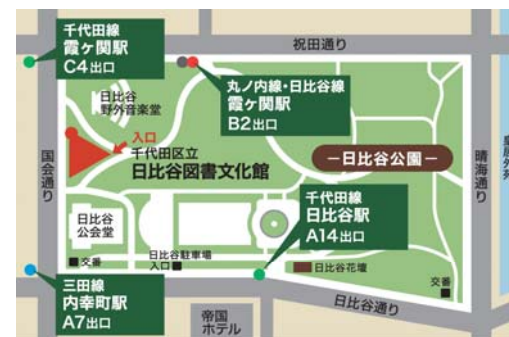 千代田線
霞ヶ関駅
C4出口
祝田通り
丸ノ内線・日比谷線
霞ヶ関駅
B2出口
日比谷
野外音楽堂
入口
千代田区立
日比谷図書文化館
国会通り
日比谷公園
晴海通り
皇居外苑
千代田線
日比谷駅
A14出口
日比谷
公会堂
日比谷駐車場
入口
交番
日比谷花壇
交番
三田線
内幸町駅
A7出口
日比谷通り
帝国
ホテル